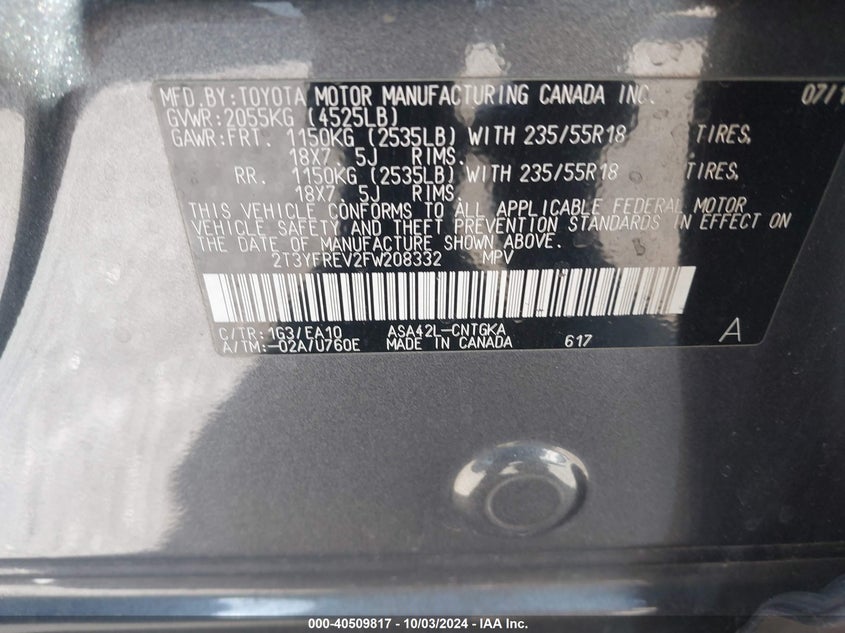 MFD.BY:TOYOTA MOTOR MANUFACTURING CANADA INC. 07/1
GVWR:2055KG (4525LB)
GAWR:FRT. 1150KG (2535LB) WITH 235/55R18 TIRES,
18X7. 5J RIMS.
RR. 1150KG (2535LB) WITH 235/55R18 TIRES,
18X7. 5J RIMS.
THIS VEHICLE CONFORMS TO ALL APPLICABLE FEDERAL MOTOR
VEHICLE SAFETY AND THEFT PREVENTION STANDARDS IN EFFECT ON
THE DATE OF MANUFACTURE SHOWN ABOVE.
2T3YFREV2FW208332 MPV
C/TR:1G3/EA10 ASA42L-CNTGKA A
A/TM:-02A/U760E MADE IN CANADA 617
000-40509817 - 10/03/2024 - IAA Inc.